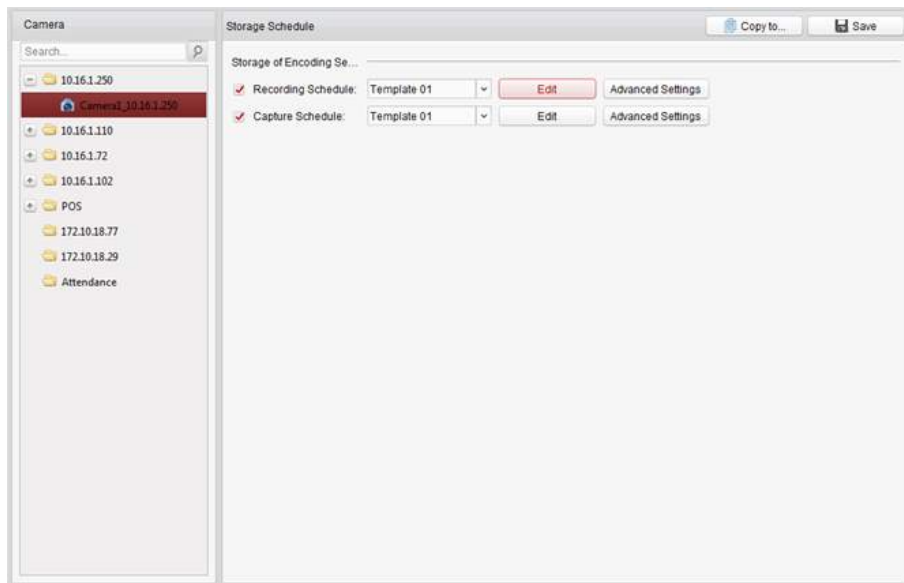 Camera
Search...
10.16.1.250
Camera1_10.16.1.250
10.16.1.110
10.16.1.72
10.16.1.102
POS
172.10.18.77
172.10.18.29
Attendance
Storage Schedule
Copy to...
Save
Storage of Encoding Se...
Recording Schedule: Template 01 Edit Advanced Settings
Capture Schedule: Template 01 Edit Advanced Settings